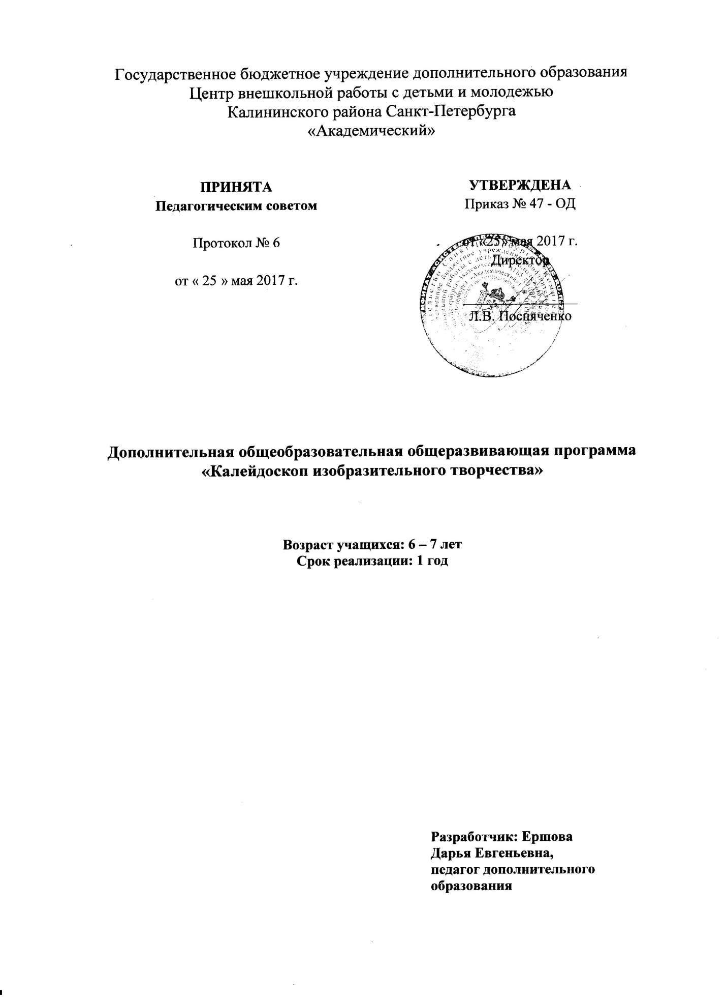 Государственное бюджетное учреждение дополнительного образования
Центр внешкольной работы с детьми и молодежью
Калининского района Санкт-Петербурга
«Академический»
ПРИНЯТА
Педагогическим советом
Протокол № 6
от « 25 » мая 2017 г.
УТВЕРЖДЕНА
Приказ № 47 - ОД
от «25» мая 2017 г.
Директор
Л.В. Посняченко
Дополнительная общеобразовательная общеразвивающая программа
«Калейдоскоп изобразительного творчества»
Возраст учащихся: 6 – 7 лет
Срок реализации: 1 год
Разработчик: Ершова
Дарья Евгеньевна,
педагог дополнительного
образования